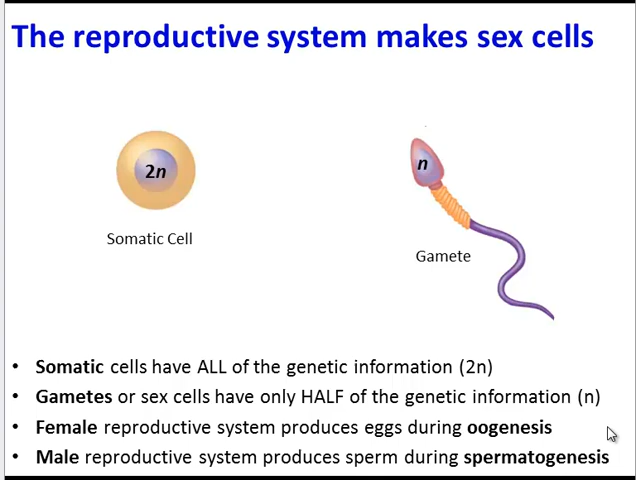 The reproductive system makes sex cells
2n
n
Somatic Cell
Gamete
• Somatic cells have ALL of the genetic information (2n)
• Gametes or sex cells have only HALF of the genetic information (n)
• Female reproductive system produces eggs during oogenesis
• Male reproductive system produces sperm during spermatogenesis